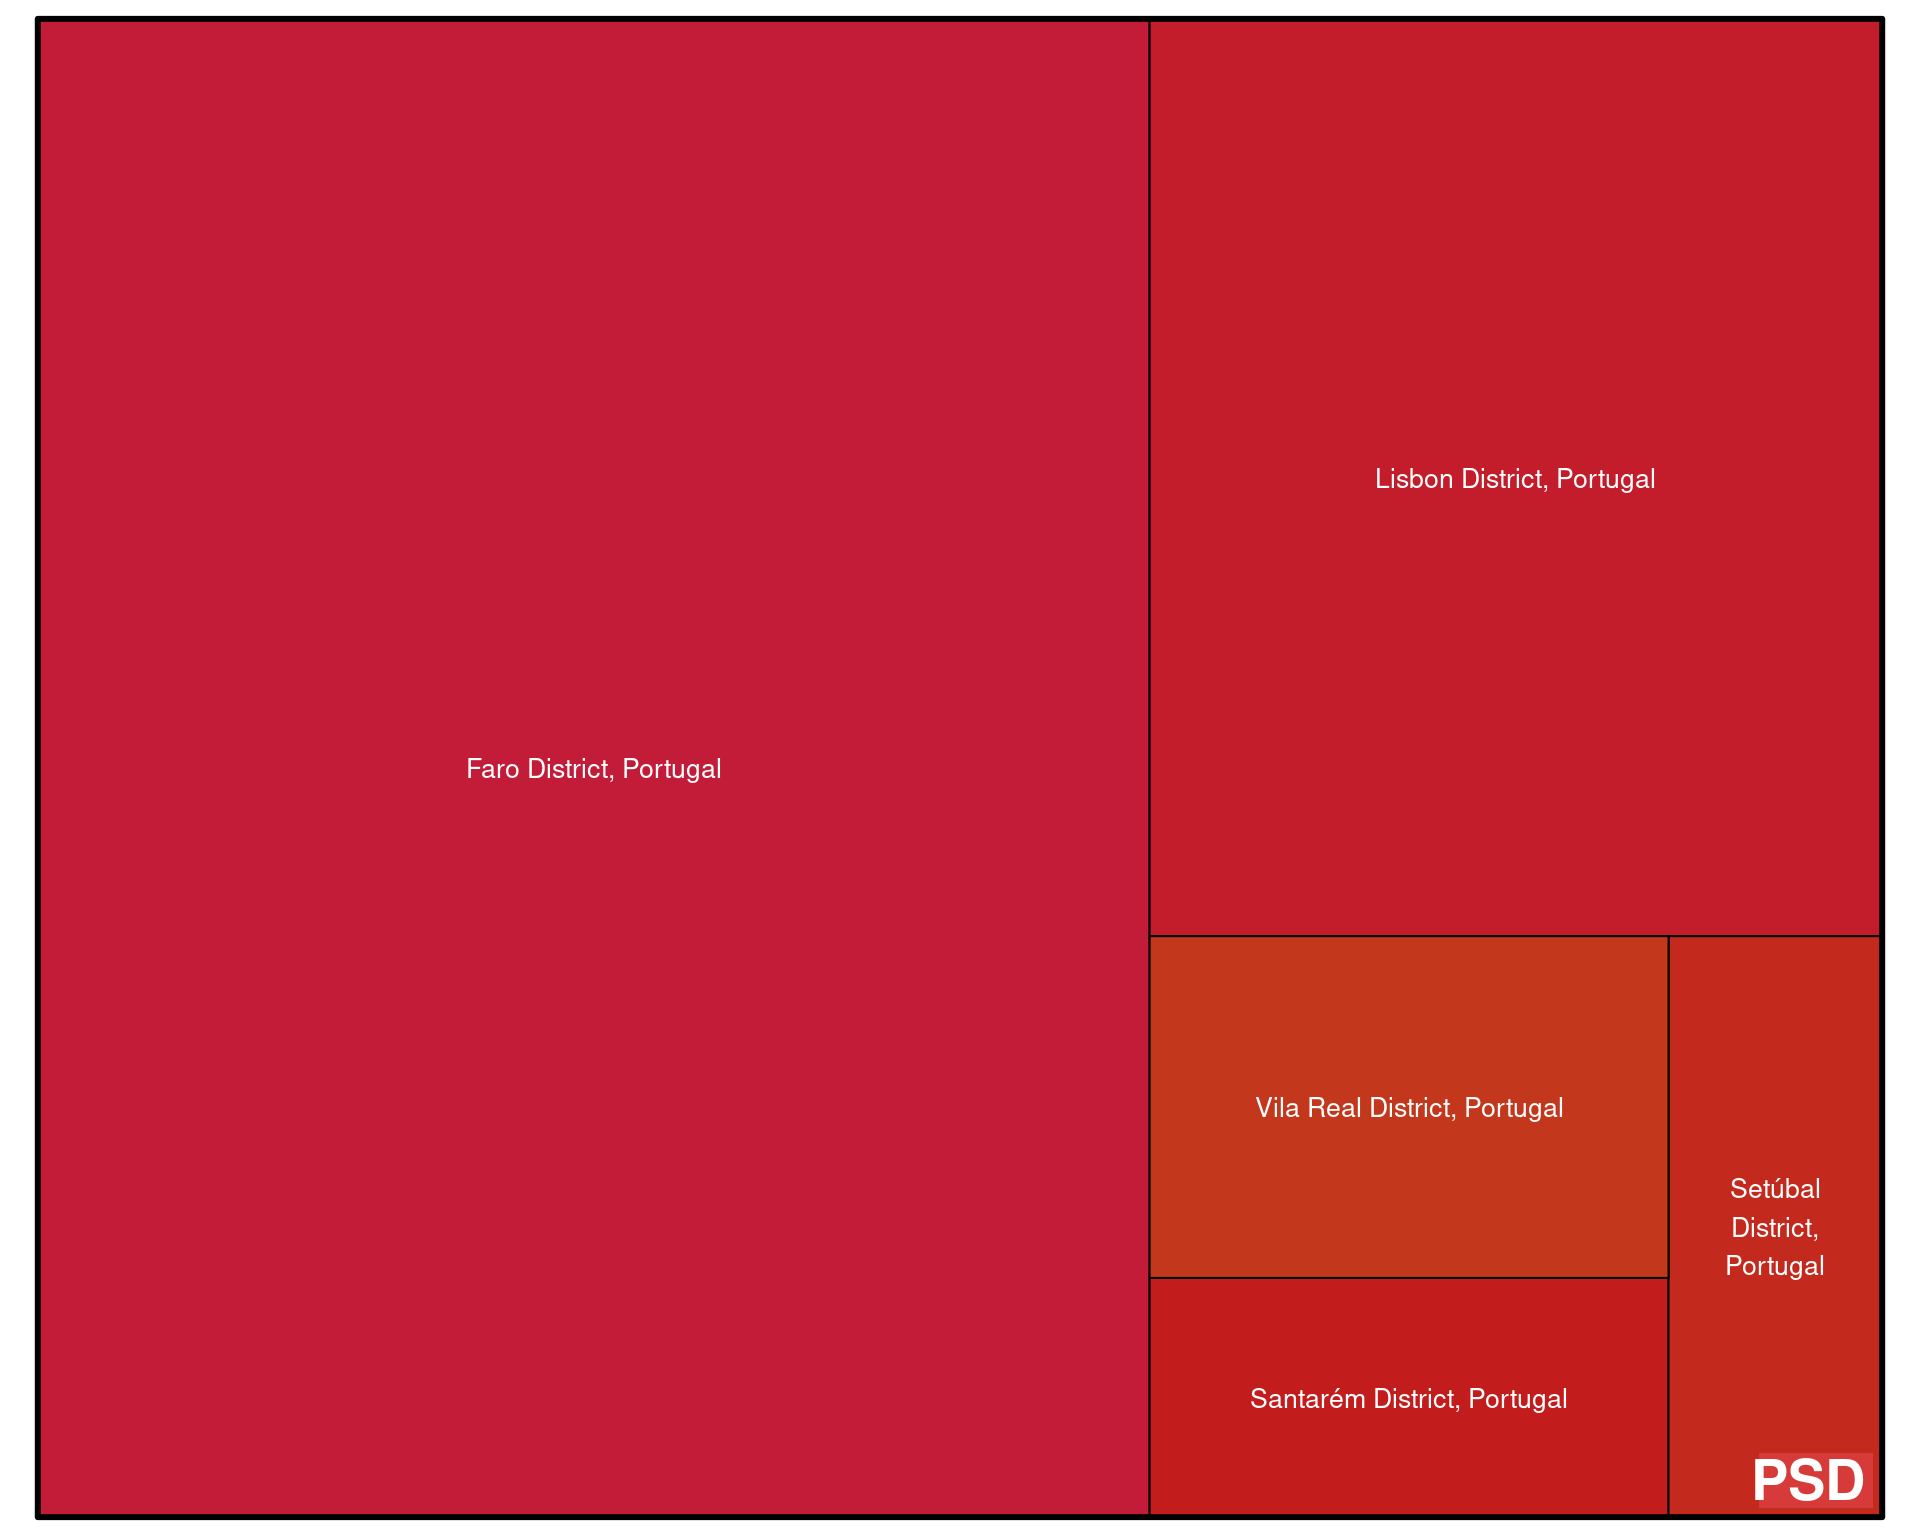 Lisbon District, Portugal
Faro District, Portugal
Vila Real District, Portugal
Setúbal
District,
Portugal
Santarém District, Portugal
PSD